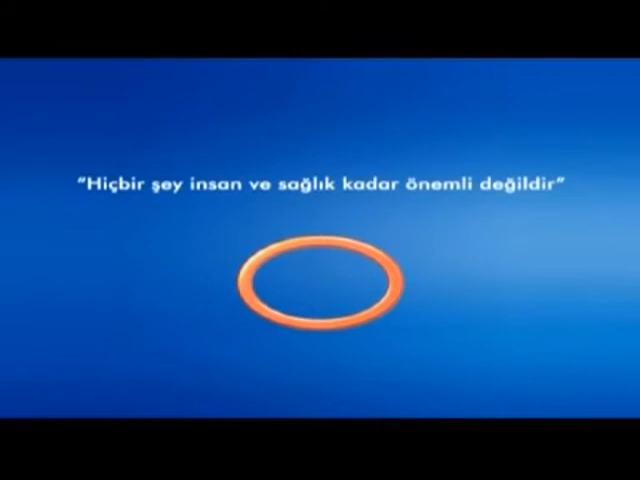 “Hiçbir şey insan ve sağlık kadar önemli değildir”